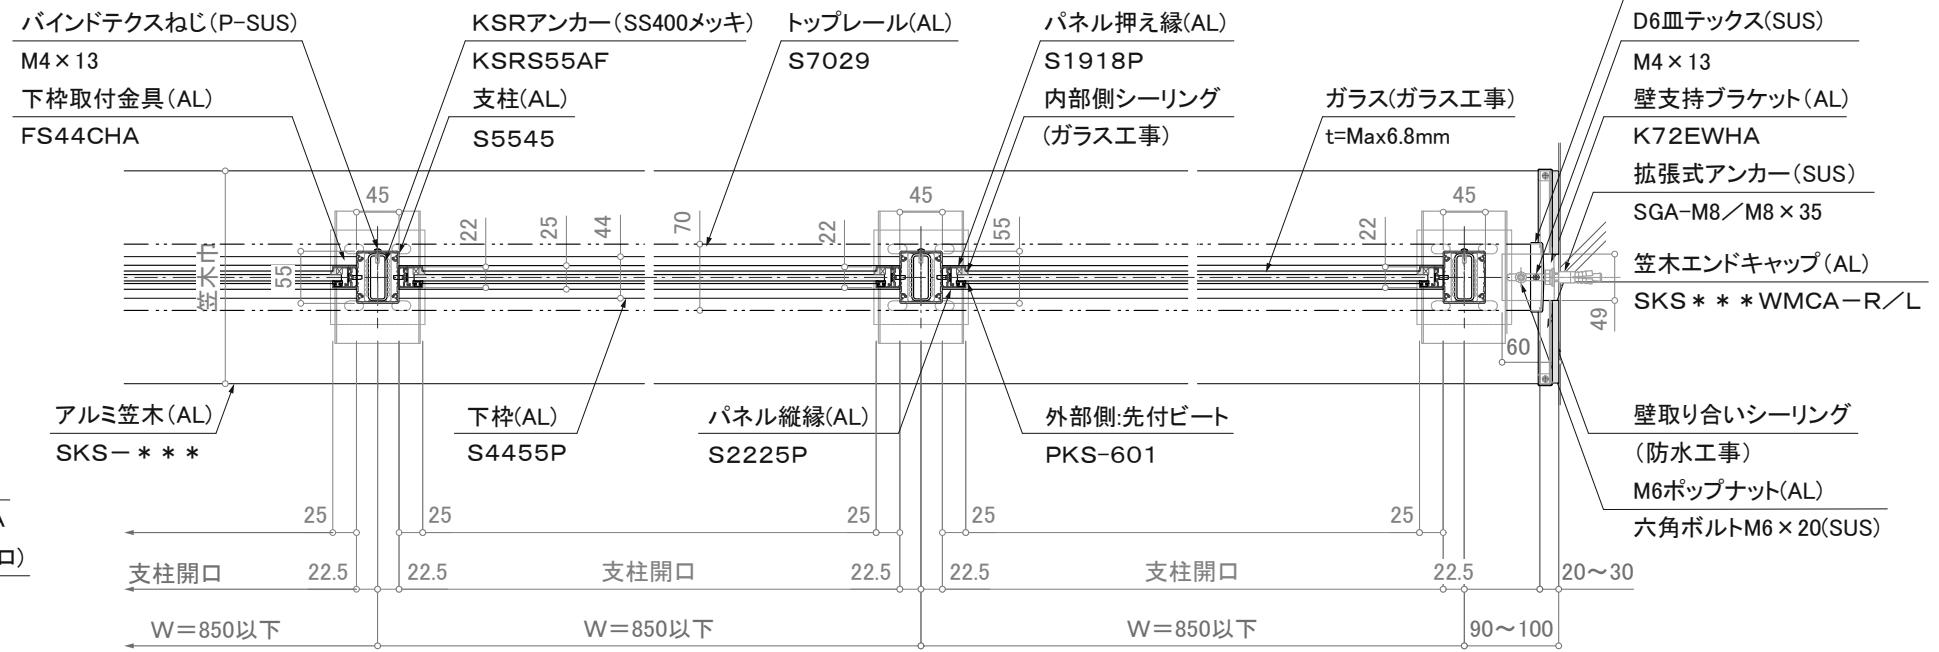 バインドテクスねじ(P-SUS)
M4×13
下枠取付金具(AL)
FS44CHA
KSRアンカー(SS400メッキ)
KSRS55AF
支柱(AL)
S5545
トップレール(AL)
S7029
パネル押え縁(AL)
S1918P
内部側シーリング
(ガラス工事)
ガラス(ガラス工事)
t=Max6.8mm
D6皿テックス(SUS)
M4×13
壁支持ブラケット(AL)
K72EWHA
拡張式アンカー(SUS)
SGA-M8/M8×35
笠木エンドキャップ(AL)
SKS***WMCA-R/L
45
45
45
22
25
44
70
22
55
22
笠木巾
55
49
60
アルミ笠木(AL)
SKS-***
下枠(AL)
S4455P
パネル縦縁(AL)
S2225P
外部側:先付ビート
PKS-601
壁取り合いシーリング
(防水工事)
M6ポップナット(AL)
六角ボルトM6×20(SUS)
25
25
25
25
25
支柱開口
22.5
22.5
支柱開口
22.5
22.5
支柱開口
22.5
20~30
W=850以下
W=850以下
W=850以下
90~100